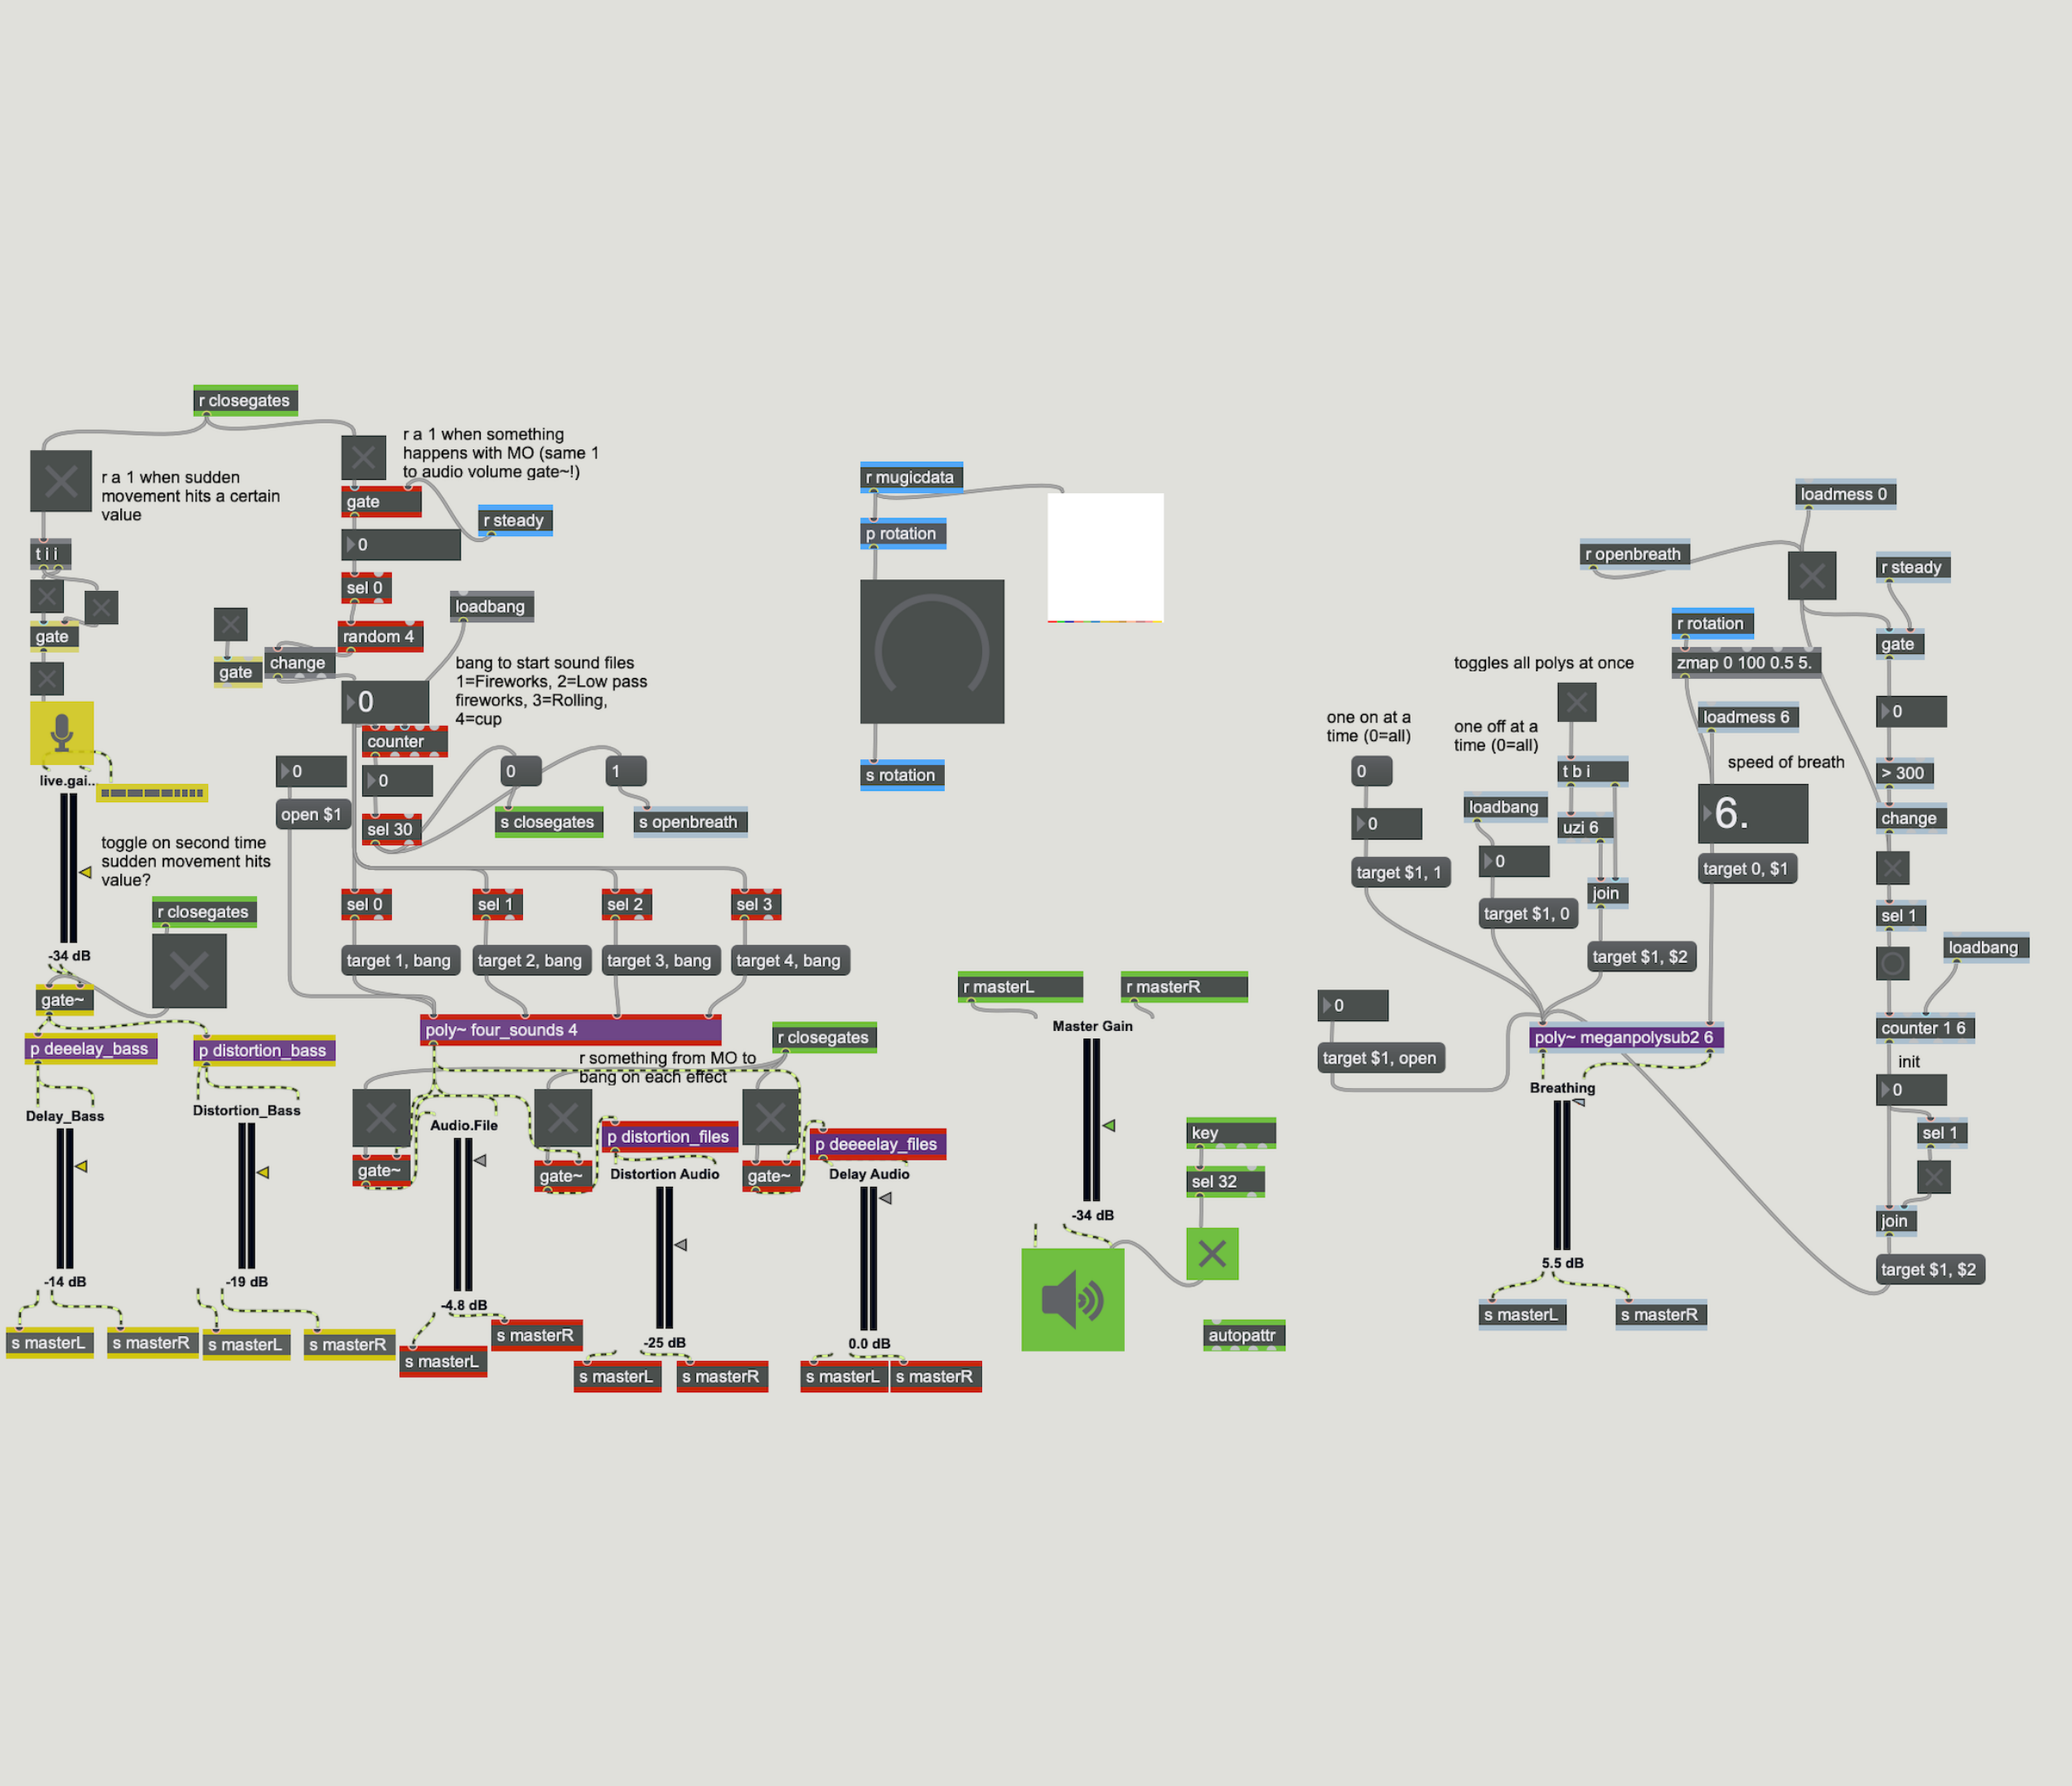 r closegates
r a 1 when something
happens with MO (same 1
to audio volume gate~!)
r a 1 when sudden
movement hits a certain
value
gate
r steady
0
t i i
sel 0
loadbang
gate
random 4
change
gate
0
bang to start sound files
1=Fireworks, 2=Low pass
fireworks, 3=Rolling,
4=cup
counter
0
0
0
1
open $1
sel 30
s closegates
s openbreath
live.gai...
toggle on second time
sudden movement hits
value?
r closegates
-34 dB
sel 0
sel 1
sel 2
sel 3
target 1, bang
target 2, bang
target 3, bang
target 4, bang
gate~
p deeelay_bass
p distortion_bass
poly~ four_sounds 4
r closegates
r something from MO to
bang on each effect
Delay_Bass
Distortion_Bass
Audio.File
p distortion_files
p deeeelay_files
gate~
gate~
gate~
Distortion Audio
Delay Audio
-14 dB
-19 dB
-4.8 dB
-25 dB
0.0 dB
s masterL
s masterR
s masterL
s masterR
s masterL
s masterR
s masterL
s masterR
s masterL
s masterR
r mugicdata
p rotation
s rotation
r masterL
r masterR
Master Gain
-34 dB
key
sel 32
autopattr
loadmess 0
r openbreath
r steady
r rotation
gate
zmap 0 100 0.5 5.
toggles all polys at once
one on at a
time (0=all)
one off at a
time (0=all)
loadmess 6
0
speed of breath
0
t b i
> 300
loadbang
6.
change
0
uzi 6
0
target $1, 1
target 0, $1
join
sel 1
target $1, 0
target $1, $2
loadbang
0
counter 1 6
target $1, open
poly~ meganpolysub2 6
init
Breathing
0
sel 1
join
5.5 dB
target $1, $2
s masterL
s masterR